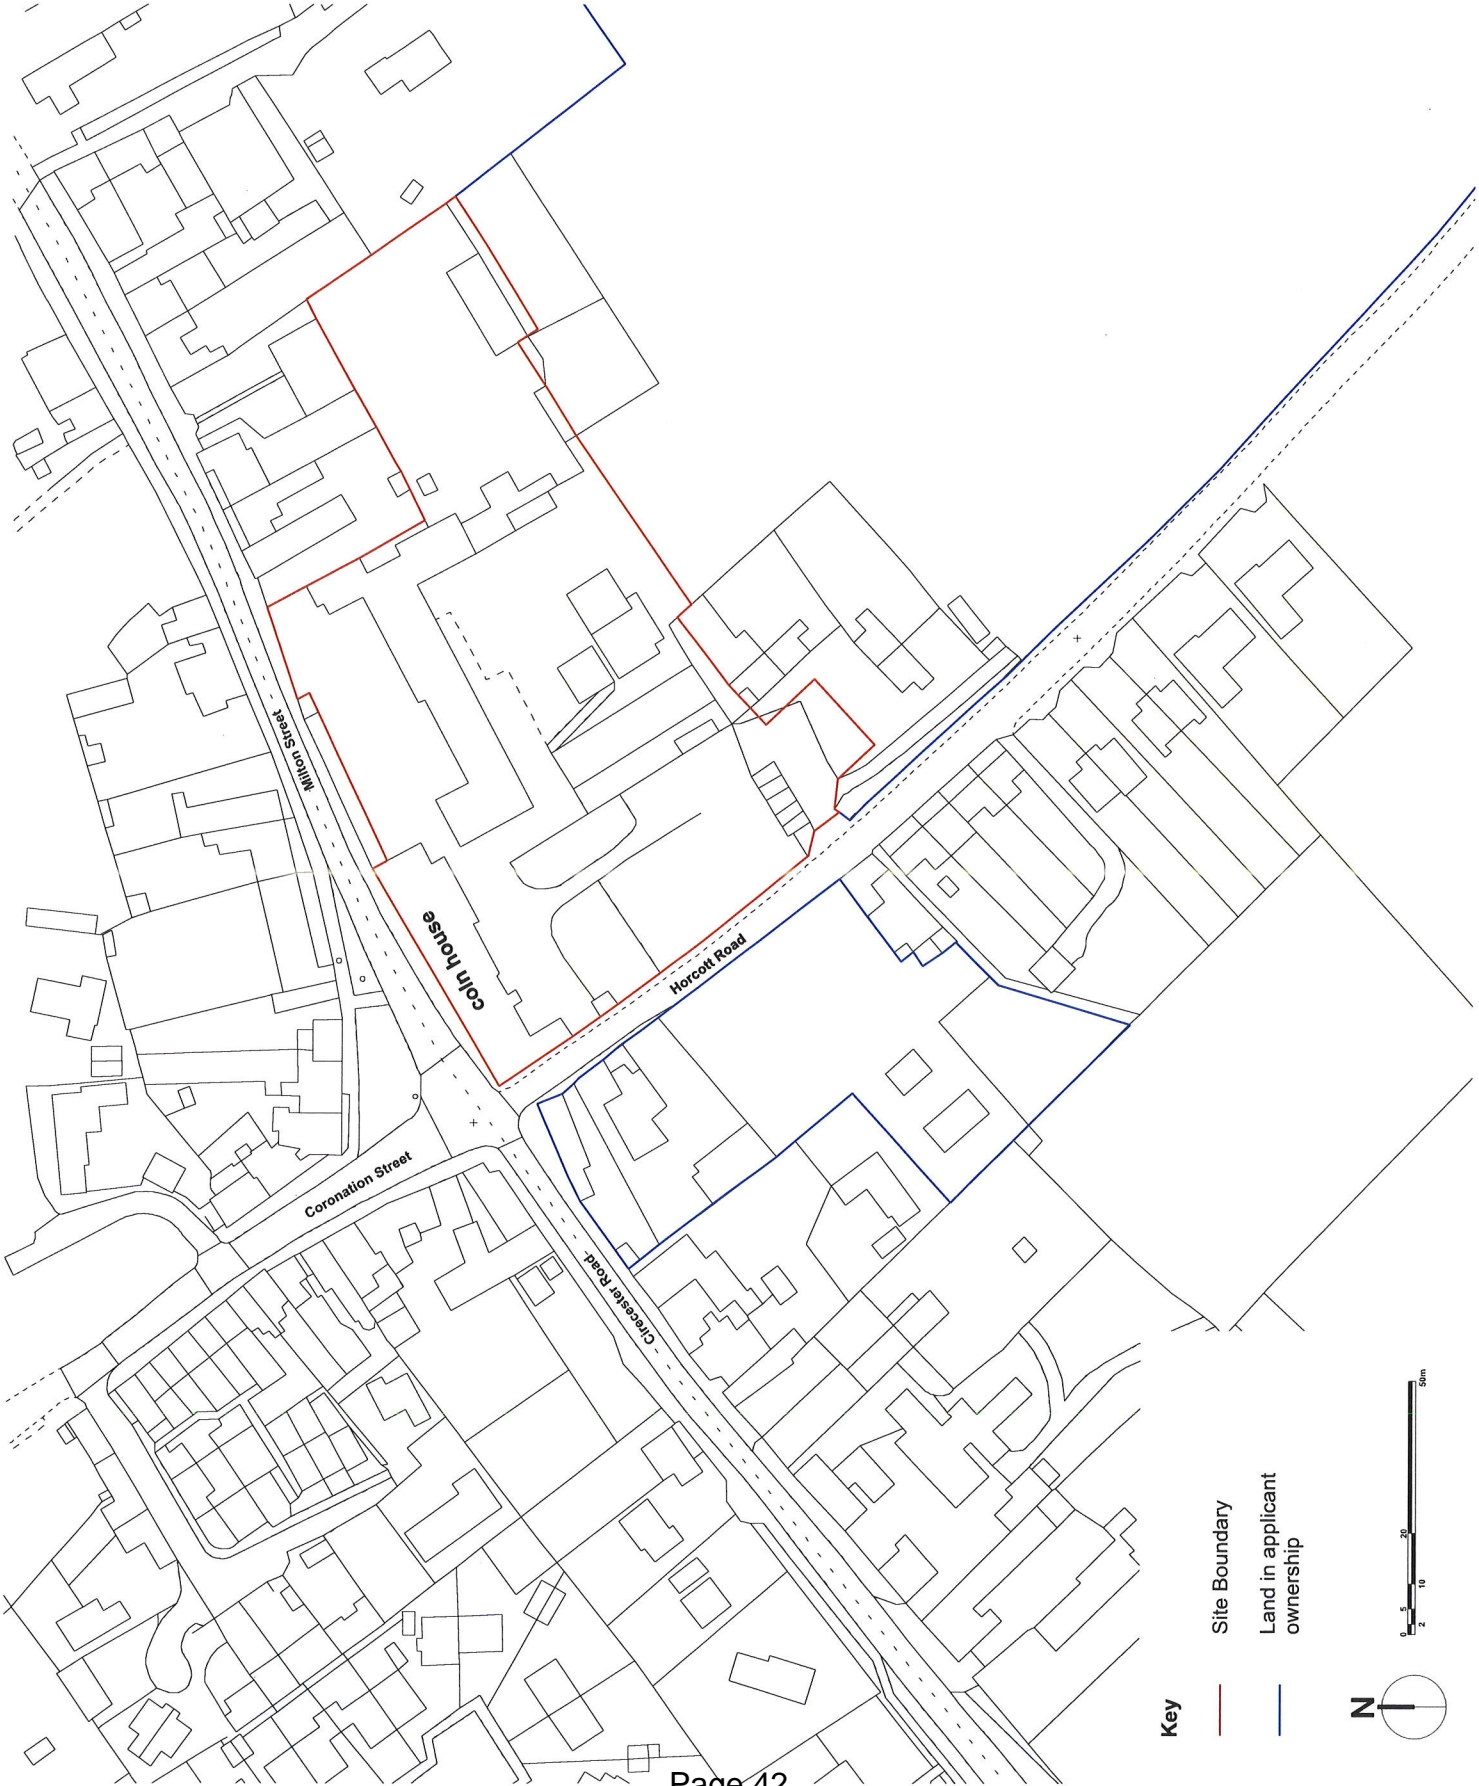 Milton Street
coln house
Horcott Road
Coronation Street
Cirecester Road
Key
Site Boundary
Land in applicant
ownership
N
0 2 5 10 20 50m
Page 42